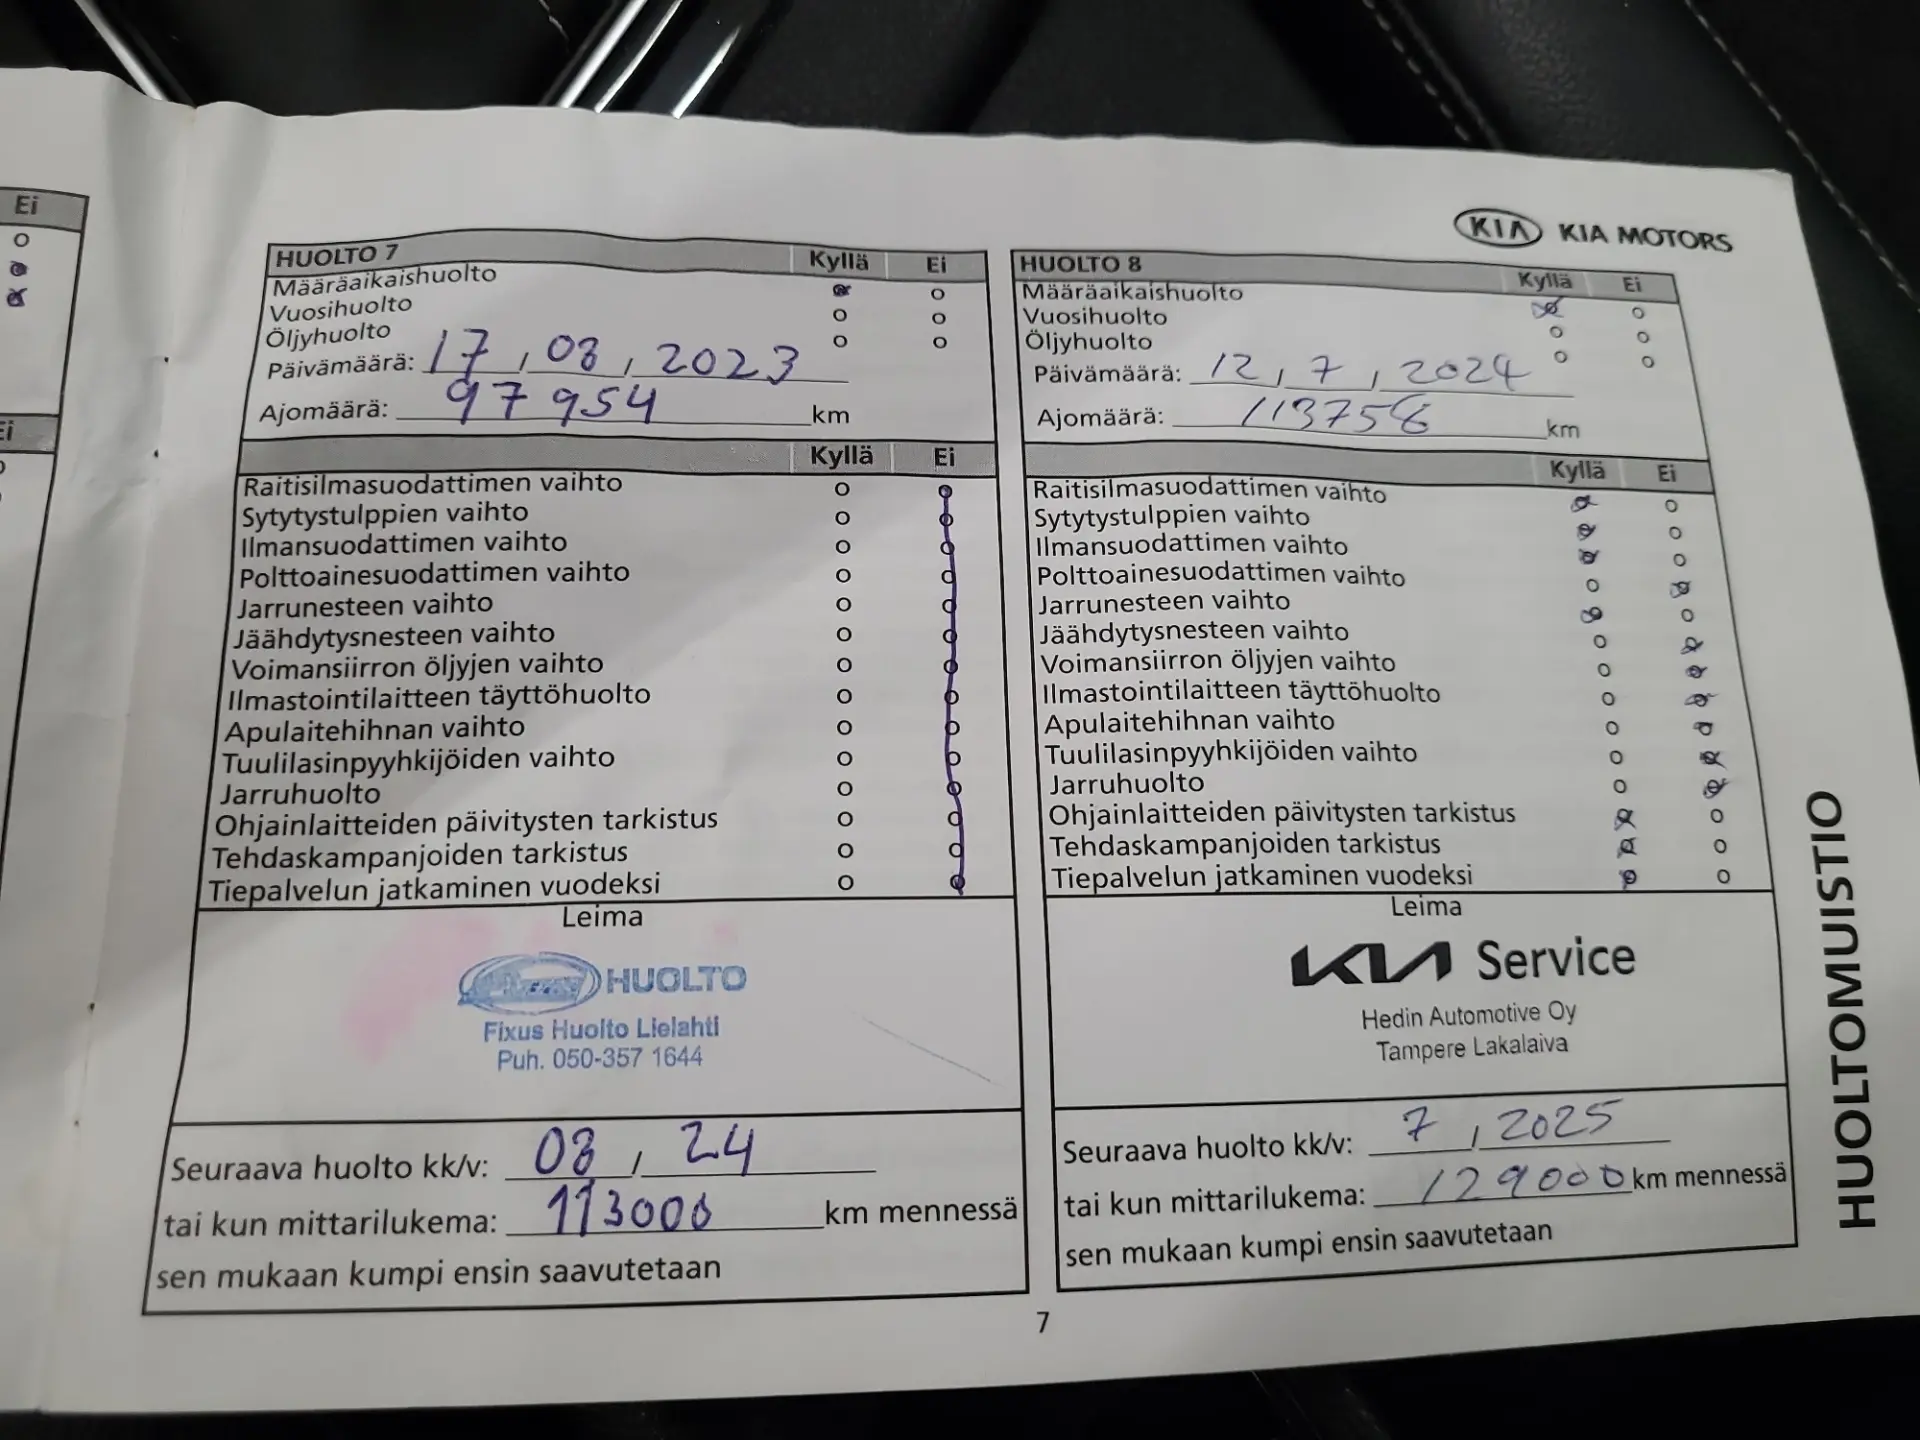 Ei
Ei
KIA KIA MOTORS
HUOLTO 7 Kyllä Ei
Määräaikaishuolto
Vuosihuolto
Öljyhuolto
Päivämäärä: 17 / 08 / 2023
Ajomäärä: 97 954 km
Kyllä Ei
Raitisilmasuodattimen vaihto
Sytytystulppien vaihto
Ilmansuodattimen vaihto
Polttoainesuodattimen vaihto
Jarrunesteen vaihto
Jäähdytysnesteen vaihto
Voimansiirron öljyjen vaihto
Ilmastointilaitteen täyttöhuolto
Apulaitehihnan vaihto
Tuulilasinpyyhkijöiden vaihto
Jarruhuolto
Ohjainlaitteiden päivitysten tarkistus
Tehdaskampanjoiden tarkistus
Tiepalvelun jatkaminen vuodeksi
Leima
HUOLTO
Fixus Huolto Lielahti
Puh. 050-357 1644
Seuraava huolto kk/v: 08 / 24
tai kun mittarilukema: 113000 km mennessä
sen mukaan kumpi ensin saavutetaan
HUOLTO 8 Kyllä Ei
Määräaikaishuolto
Vuosihuolto
Öljyhuolto
Päivämäärä: 12 / 7 / 2024
Ajomäärä: 113758 km
Kyllä Ei
Raitisilmasuodattimen vaihto
Sytytystulppien vaihto
Ilmansuodattimen vaihto
Polttoainesuodattimen vaihto
Jarrunesteen vaihto
Jäähdytysnesteen vaihto
Voimansiirron öljyjen vaihto
Ilmastointilaitteen täyttöhuolto
Apulaitehihnan vaihto
Tuulilasinpyyhkijöiden vaihto
Jarruhuolto
Ohjainlaitteiden päivitysten tarkistus
Tehdaskampanjoiden tarkistus
Tiepalvelun jatkaminen vuodeksi
Leima
KIA Service
Hedin Automotive Oy
Tampere Lakalaiva
Seuraava huolto kk/v: 7 / 2025
tai kun mittarilukema: 129000 km mennessä
sen mukaan kumpi ensin saavutetaan
HUOLTOMUISTIO
7